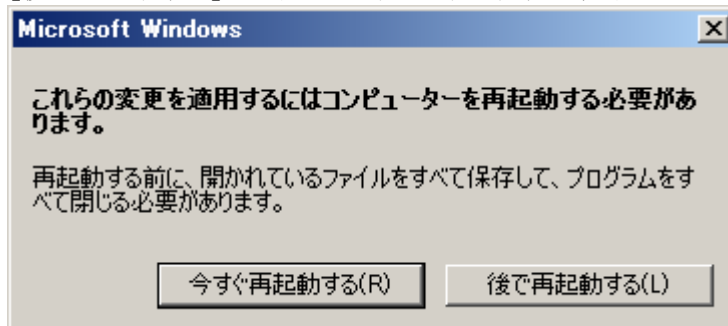 Microsoft Windows
これらの変更を適用するにはコンピューターを再起動する必要があ
ります。
再起動する前に、開かれているファイルをすべて保存して、プログラムをす
べて閉じる必要があります。
今すぐ再起動する(R)
後で再起動する(L)